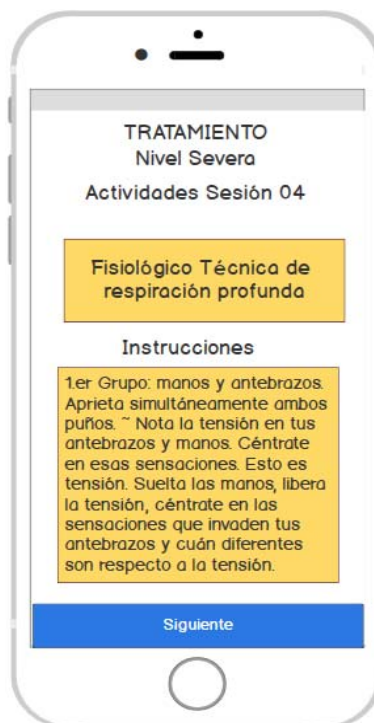 TRATAMIENTO
Nivel Severa
Actividades Sesión 04
Fisiológico Técnica de
respiración profunda
Instrucciones
1.er Grupo: manos y antebrazos.
Aprieta simultáneamente ambos
puños. ~ Nota la tensión en tus
antebrazos y manos. Céntrate
en esas sensaciones. Esto es
tensión. Suelta las manos, libera
la tensión, céntrate en las
sensaciones que invaden tus
antebrazos y cuán diferentes
son respecto a la tensión.
Siguiente